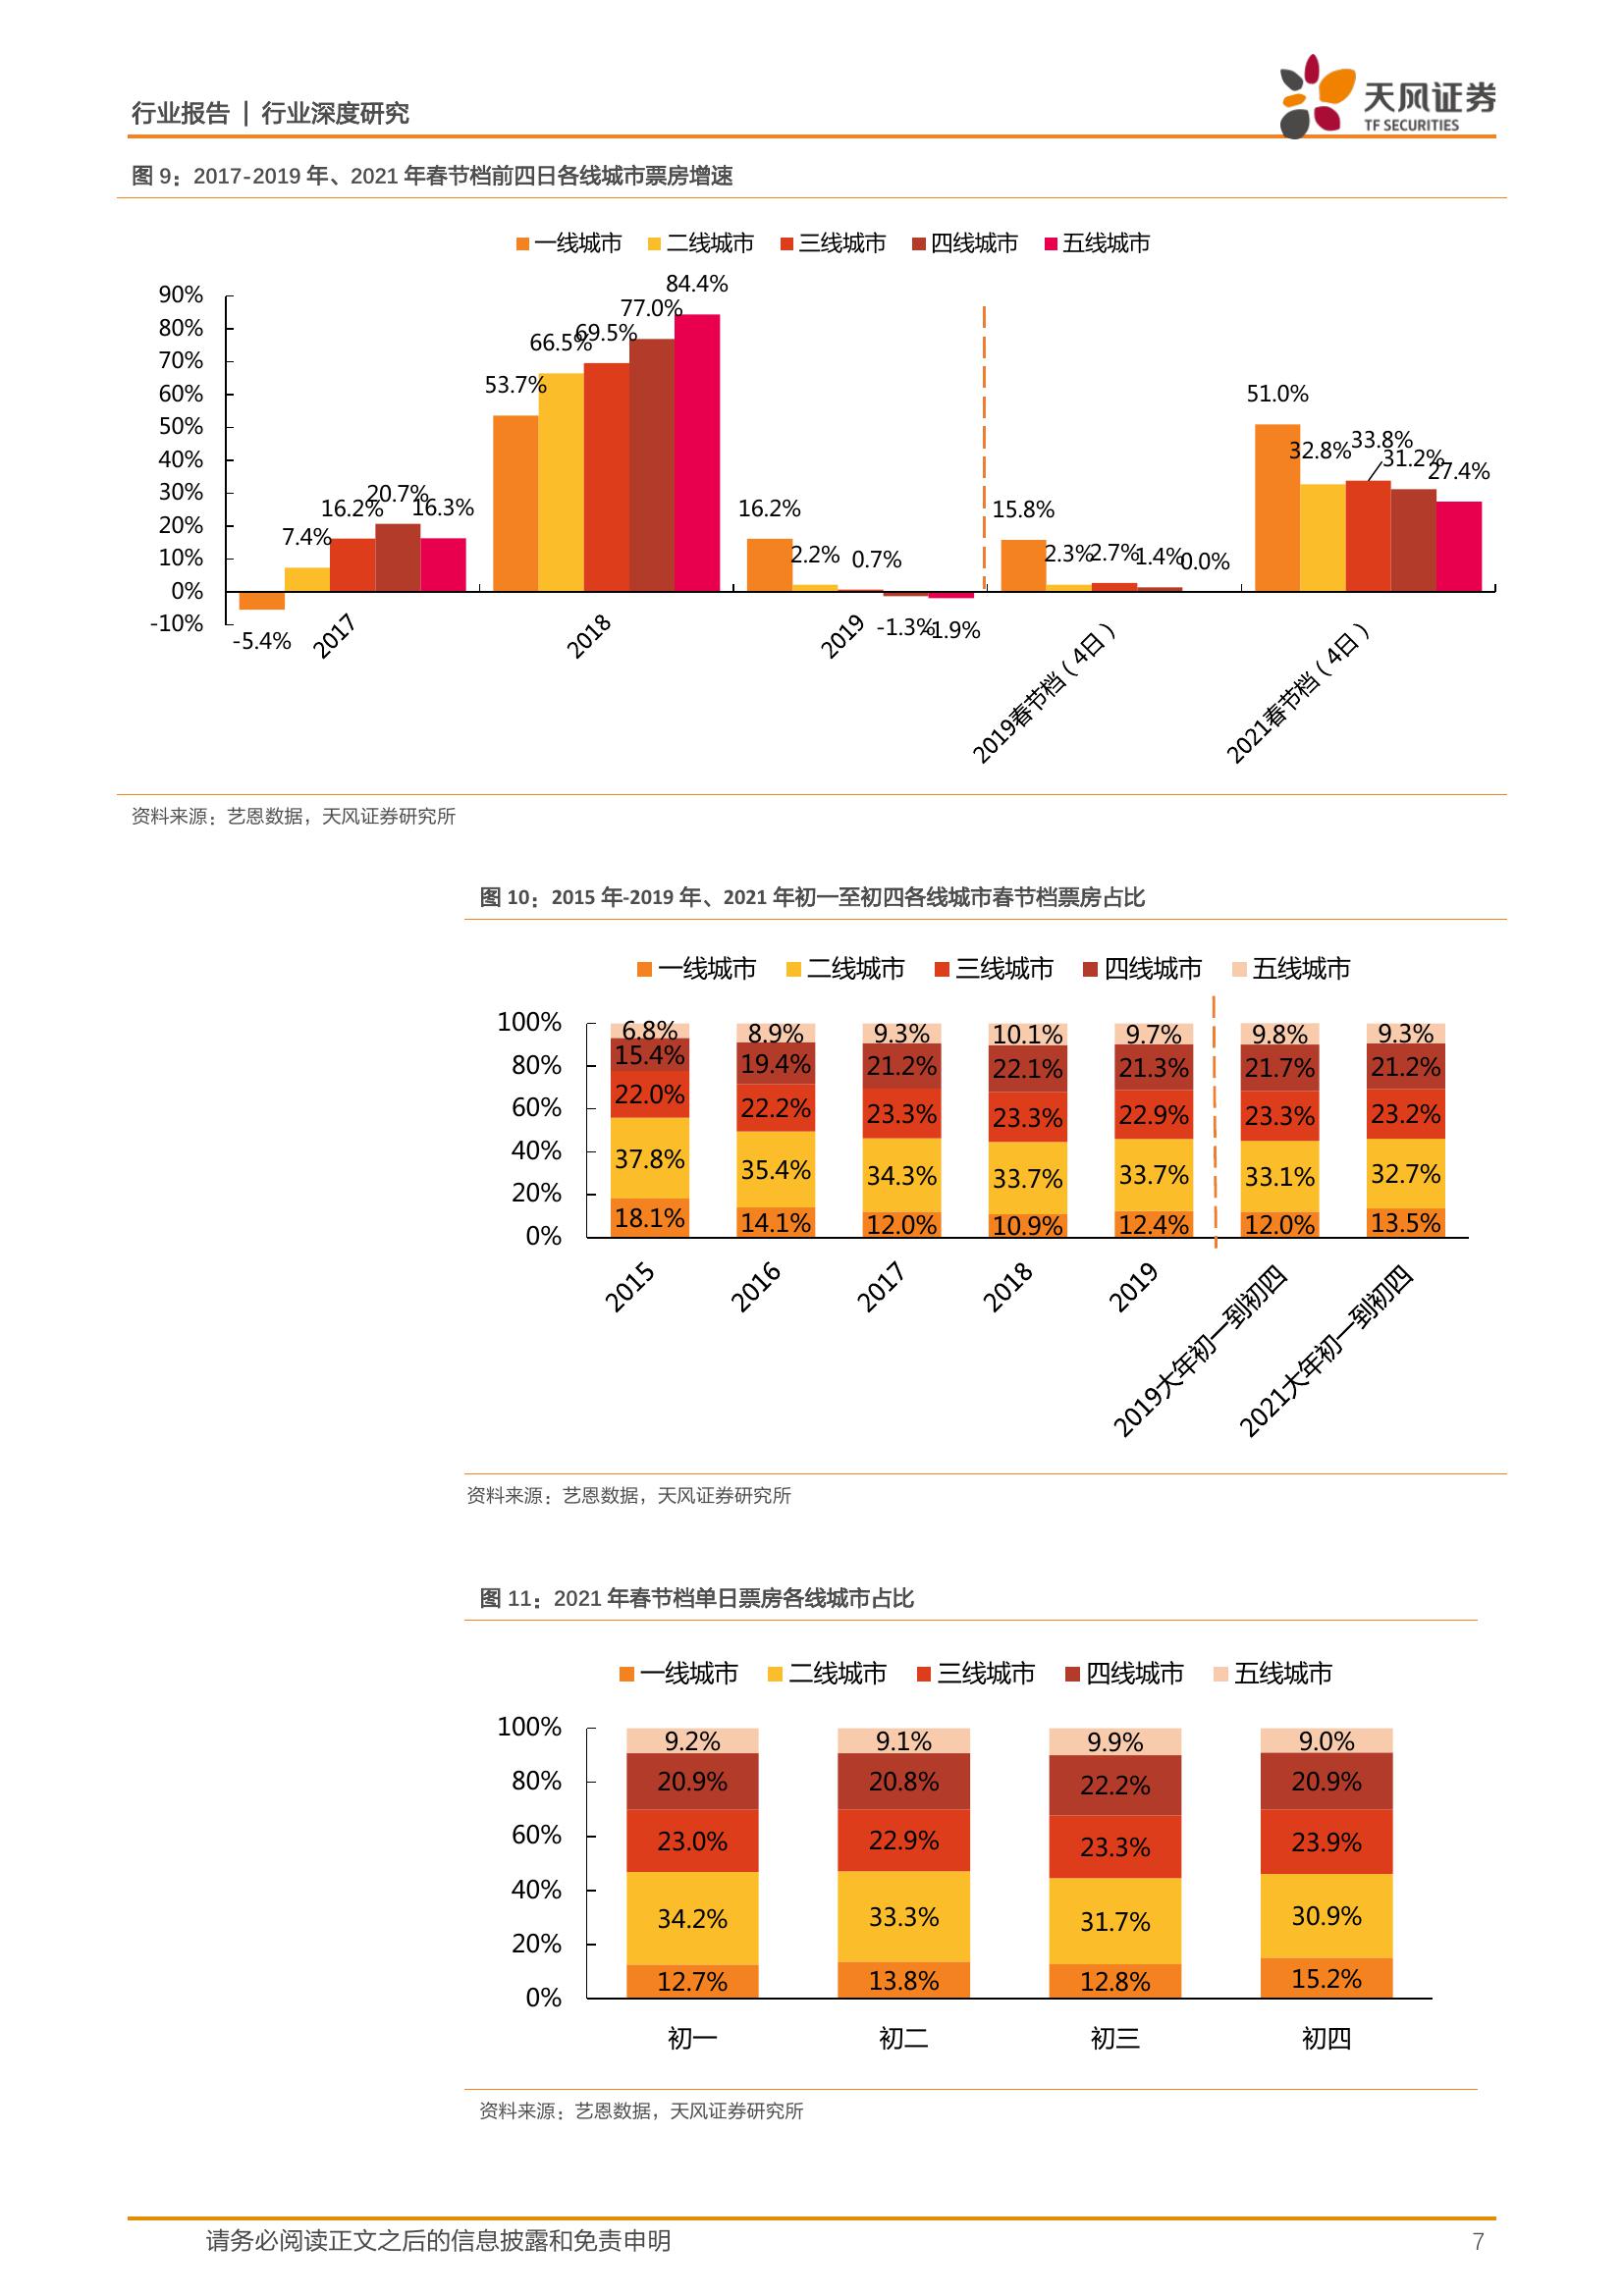 行业报告 | 行业深度研究
天风证券
TF SECURITIES
图 9：2017-2019 年、2021 年春节档前四日各线城市票房增速
一线城市 二线城市 三线城市 四线城市 五线城市
90%
80%
70%
60%
50%
40%
30%
20%
10%
0%
-10%
-5.4% 7.4% 16.2% 20.7% 16.3%
53.7% 66.5% 69.5% 77.0% 84.4%
16.2% 2.2% 0.7% -1.3% -1.9%
15.8% 2.3% 2.7% 1.4% 0.0%
51.0% 32.8% 33.8% 31.2% 27.4%
2017 2018 2019 2019春节档（4日） 2021春节档（4日）
资料来源：艺恩数据，天风证券研究所
图 10：2015 年-2019 年、2021 年初一至初四各线城市春节档票房占比
一线城市 二线城市 三线城市 四线城市 五线城市
100%
80%
60%
40%
20%
0%
6.8% 8.9% 9.3% 10.1% 9.7% 9.8% 9.3%
15.4% 19.4% 21.2% 22.1% 21.3% 21.7% 21.2%
22.0% 22.2% 23.3% 23.3% 22.9% 23.3% 23.2%
37.8% 35.4% 34.3% 33.7% 33.7% 33.1% 32.7%
18.1% 14.1% 12.0% 10.9% 12.4% 12.0% 13.5%
2015 2016 2017 2018 2019 2019大年初一到初四 2021大年初一到初四
资料来源：艺恩数据，天风证券研究所
图 11：2021 年春节档单日票房各线城市占比
一线城市 二线城市 三线城市 四线城市 五线城市
100%
80%
60%
40%
20%
0%
9.2% 9.1% 9.9% 9.0%
20.9% 20.8% 22.2% 20.9%
23.0% 22.9% 23.3% 23.9%
34.2% 33.3% 31.7% 30.9%
12.7% 13.8% 12.8% 15.2%
初一 初二 初三 初四
资料来源：艺恩数据，天风证券研究所
请务必阅读正文之后的信息披露和免责申明 7